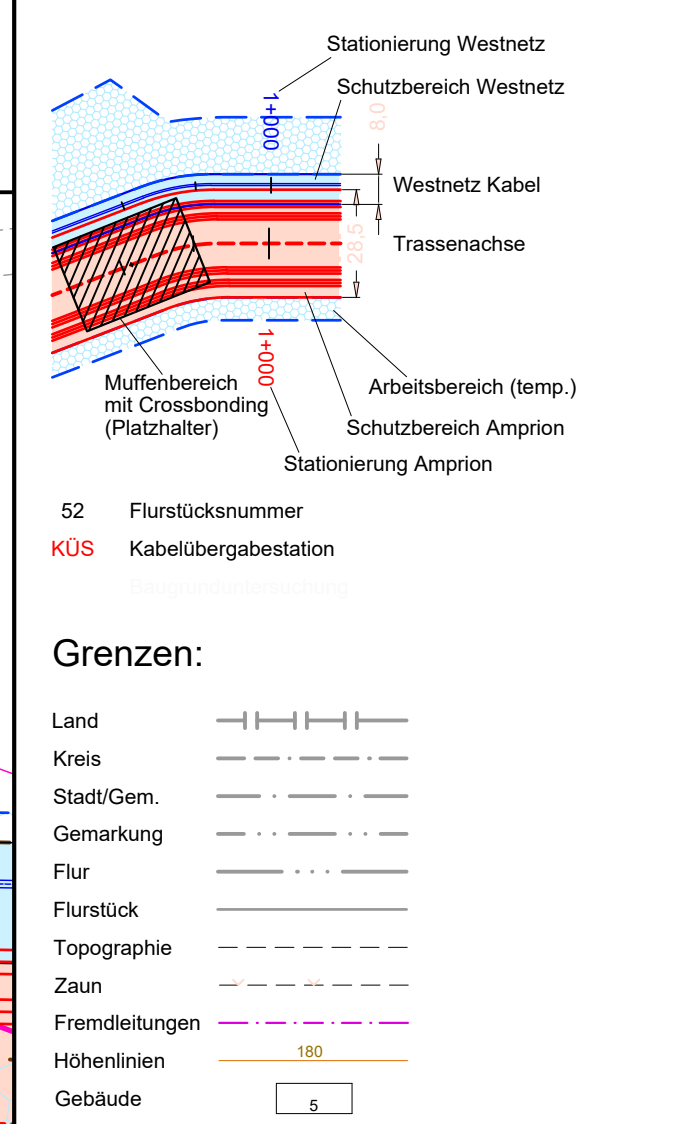 Stationierung Westnetz
1+000
Schutzbereich Westnetz
8,0
Westnetz Kabel
28,5
Trassenachse
1+000
Muffenbereich
mit Crossbonding
(Platzhalter)
Arbeitsbereich (temp.)
Schutzbereich Amprion
Stationierung Amprion
52 Flurstücksnummer
KÜS Kabelübergabestation
Baugrunduntersuchung
Grenzen:
Land
Kreis
Stadt/Gem.
Gemarkung
Flur
Flurstück
Topographie
Zaun
Fremdleitungen
Höhenlinien 180
Gebäude 5